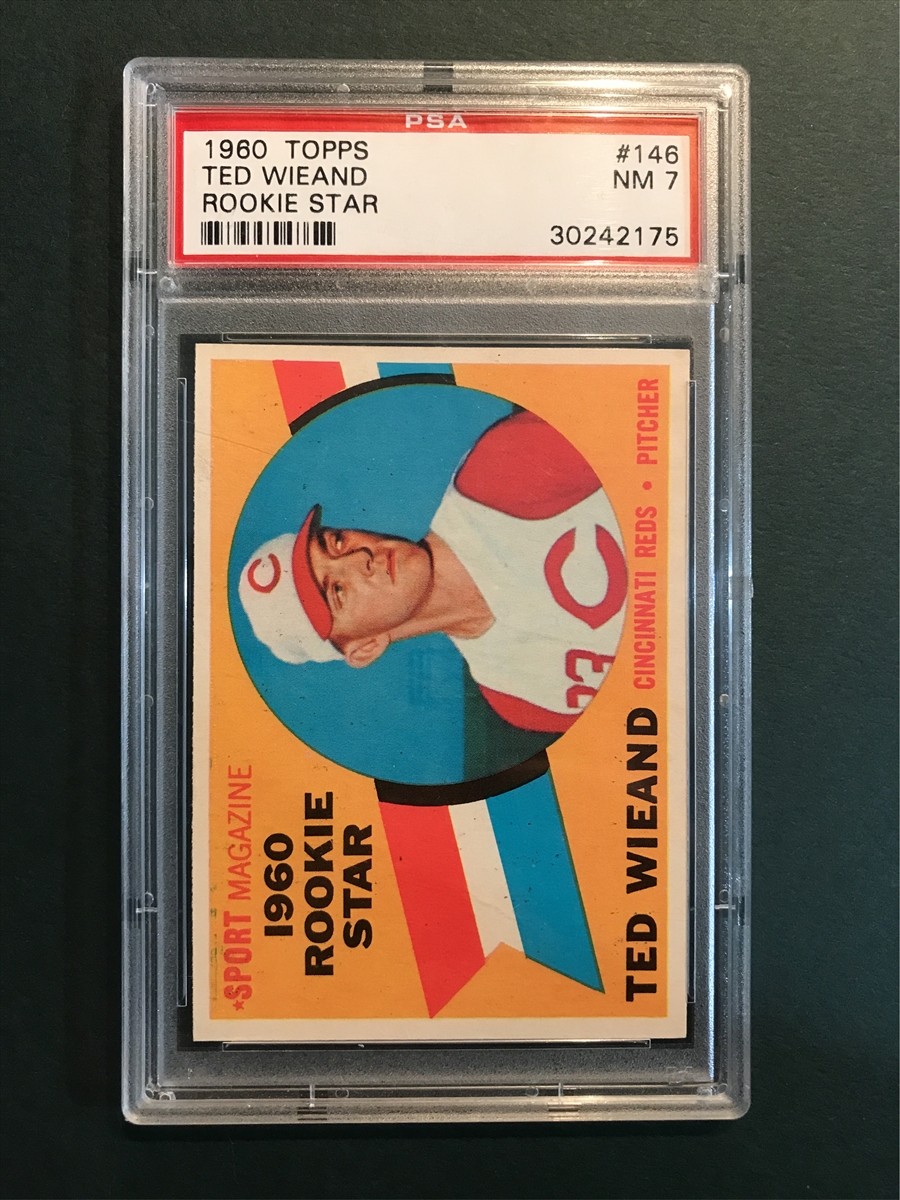 PSA
1960 TOPPS #146
TED WIEAND NM 7
ROOKIE STAR
30242175
★SPORT MAGAZINE
1960
ROOKIE
STAR
C
C
23
TED WIEAND CINCINNATI REDS • PITCHER